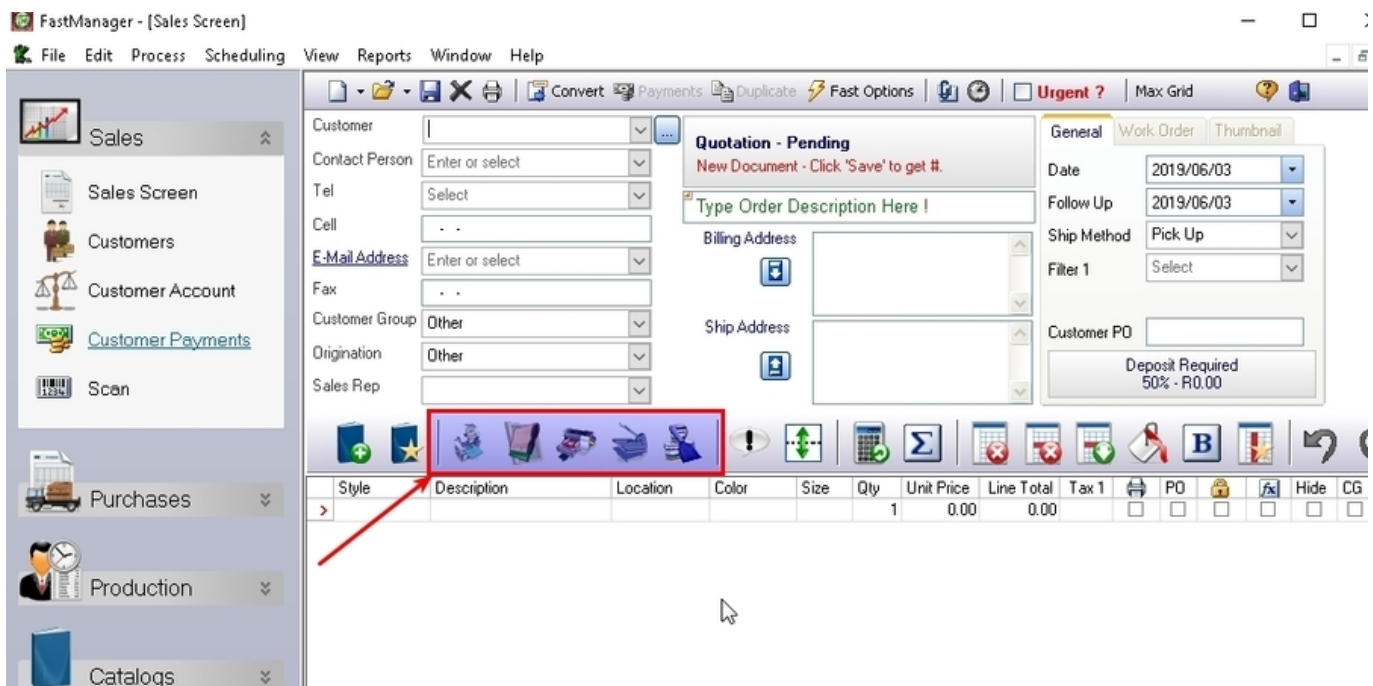 FastManager - [Sales Screen]
File Edit Process Scheduling View Reports Window Help
Convert Payments Duplicate Fast Options Urgent ? Max Grid
Sales
Sales Screen
Customers
Customer Account
Customer Payments
Scan
Purchases
Production
Catalogs
Customer
Contact Person Enter or select
Tel Select
Cell - -
E-Mail Address Enter or select
Fax - -
Customer Group Other
Origination Other
Sales Rep
Quotation - Pending
New Document - Click 'Save' to get #.
Type Order Description Here !
Billing Address
Ship Address
General Work Order Thumbnail
Date 2019/06/03
Follow Up 2019/06/03
Ship Method Pick Up
Filter 1 Select
Customer PO
Deposit Required
50% - R0.00
Style Description Location Color Size Qty Unit Price Line Total Tax 1 PO fx Hide CG
1 0.00 0.00